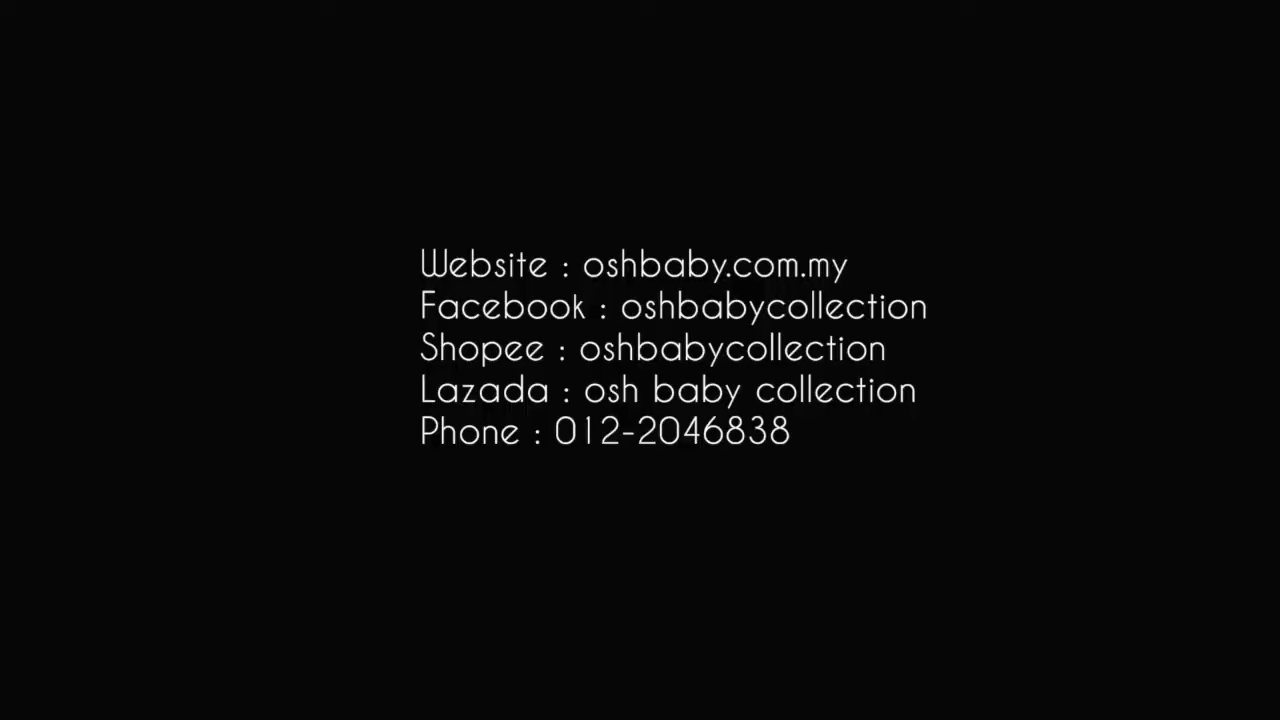 Website : oshbaby.com.my
Facebook : oshbabycollection
Shopee : oshbabycollection
Lazada : osh baby collection
Phone : 012-2046838